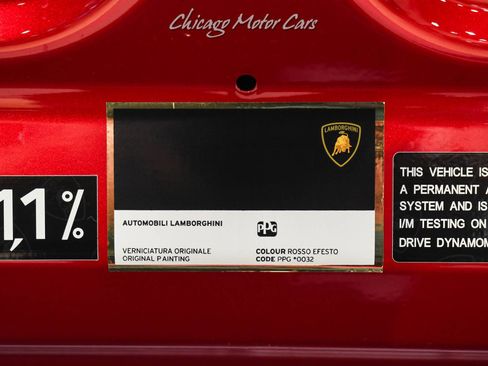 Chicago Motor Cars
LAMBORGHINI
AUTOMOBILI LAMBORGHINI
PPG
VERNICIATURA ORIGINALE
ORIGINAL PAINTING
COLOUR ROSSO EFESTO
CODE PPG *0032
1,1 %
THIS VEHICLE IS
A PERMANENT A
SYSTEM AND IS
I/M TESTING ON
DRIVE DYNAMOM